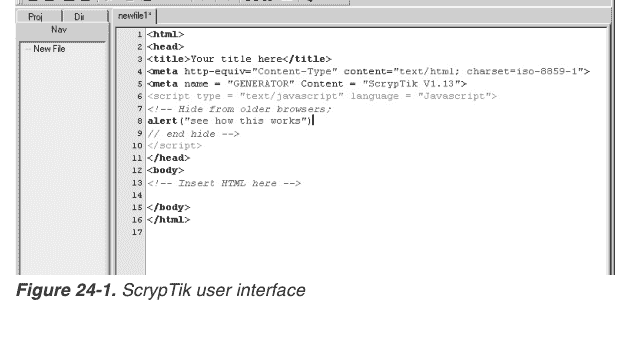 Proj Dir newfile1*
Nav
New File
1 <html>
2 <head>
3 <title>Your title here</title>
4 <meta http-equiv="Content-Type" content="text/html; charset=iso-8859-1">
5 <meta name = "GENERATOR" Content = "ScrypTik V1.13">
6 <script type = "text/javascript" language = "Javascript">
7 <!-- Hide from older browsers;
8 alert("see how this works")
9 // end hide -->
10 </script>
11 </head>
12 <body>
13 <!-- Insert HTML here -->
14
15 </body>
16 </html>
17
Figure 24-1. ScrypTik user interface